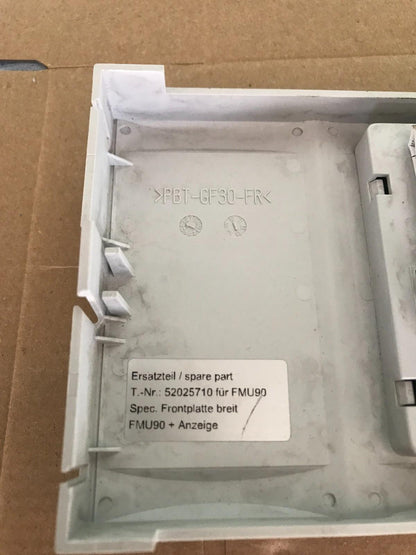 >PBT-GF30-FR<
Ersatzteil / spare part
T.-Nr.: 52025710 für FMU90
Spec. Frontplatte breit
FMU90 + Anzeige